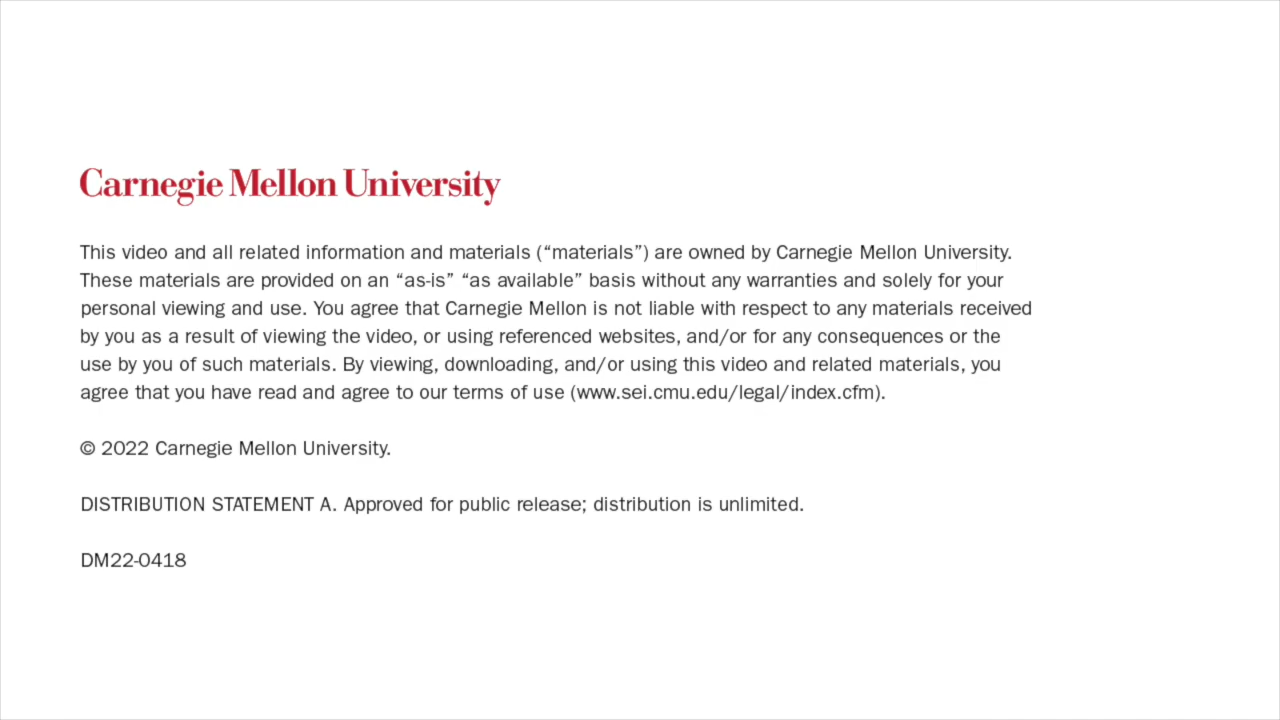 Carnegie Mellon University
This video and all related information and materials (“materials”) are owned by Carnegie Mellon University.
These materials are provided on an “as-is” “as available” basis without any warranties and solely for your
personal viewing and use. You agree that Carnegie Mellon is not liable with respect to any materials received
by you as a result of viewing the video, or using referenced websites, and/or for any consequences or the
use by you of such materials. By viewing, downloading, and/or using this video and related materials, you
agree that you have read and agree to our terms of use (www.sei.cmu.edu/legal/index.cfm).
© 2022 Carnegie Mellon University.
DISTRIBUTION STATEMENT A. Approved for public release; distribution is unlimited.
DM22-0418